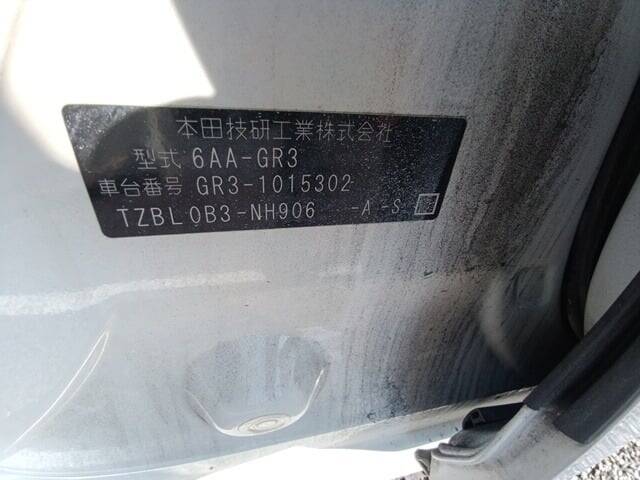 本田技研工業株式会社
型式 6AA-GR3
車台番号 GR3-1015302
TZBL0B3-NH906 -A -S